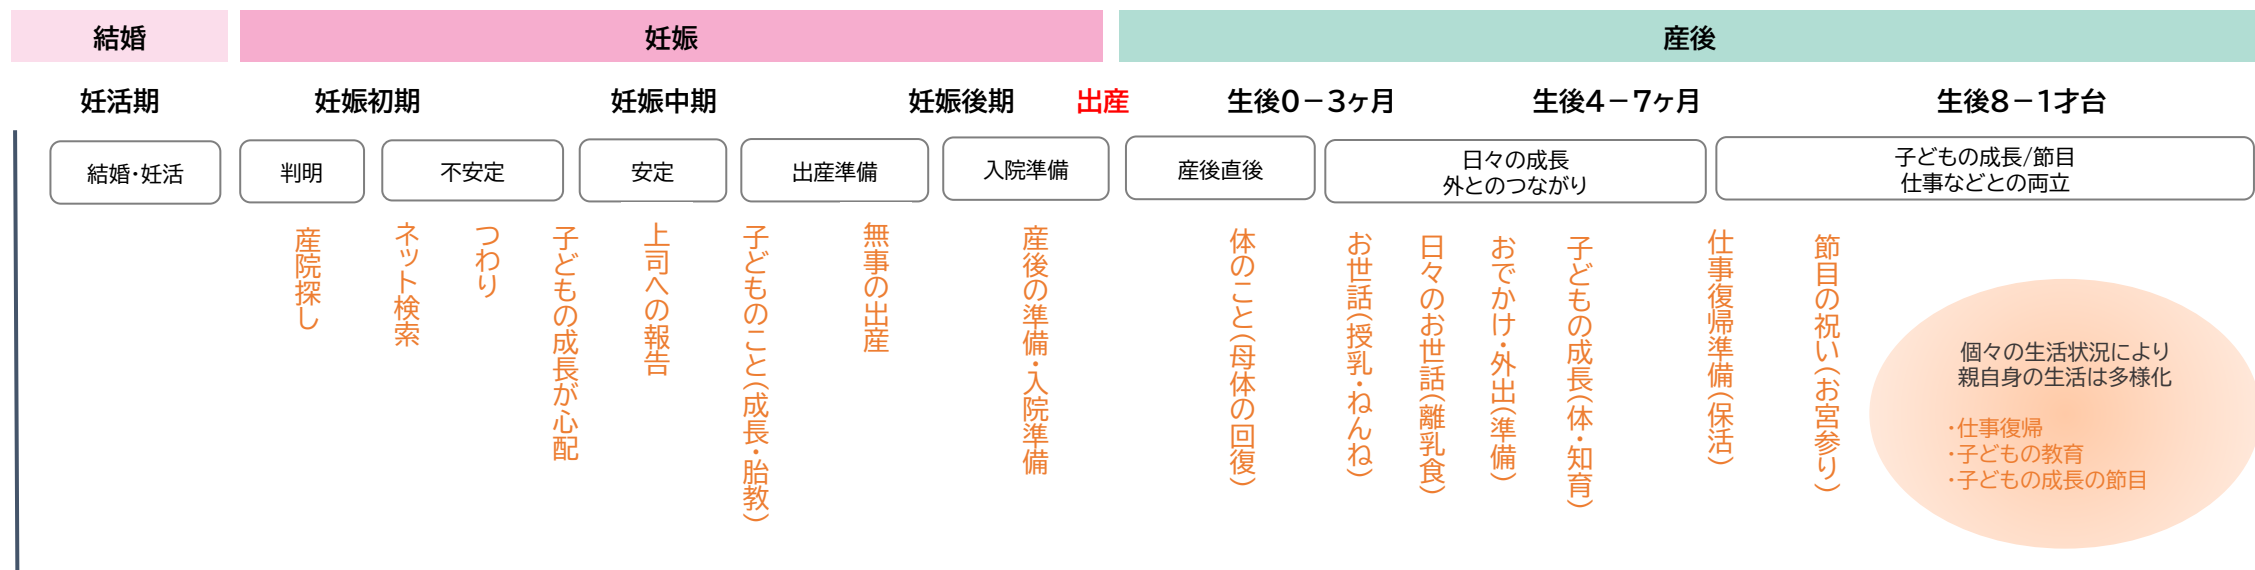 結婚
妊娠
産後
妊活期
妊娠初期
妊娠中期
妊娠後期
出産
生後0－3ヶ月
生後4－7ヶ月
生後8－1才台
結婚・妊活
判明
不安定
安定
出産準備
入院準備
産後直後
日々の成長
外とのつながり
子どもの成長/節目
仕事などとの両立
産院探し
ネット検索
つわり
子どもの成長が心配
上司への報告
子どものこと(成長・胎教)
無事の出産
産後の準備・入院準備
体のこと(母体の回復)
お世話(授乳・ねんね)
日々のお世話(離乳食)
おでかけ・外出(準備)
子どもの成長(体・知育)
仕事復帰準備(保活)
節目の祝い(お宮参り)
個々の生活状況により
親自身の生活は多様化
・仕事復帰
・子どもの教育
・子どもの成長の節目